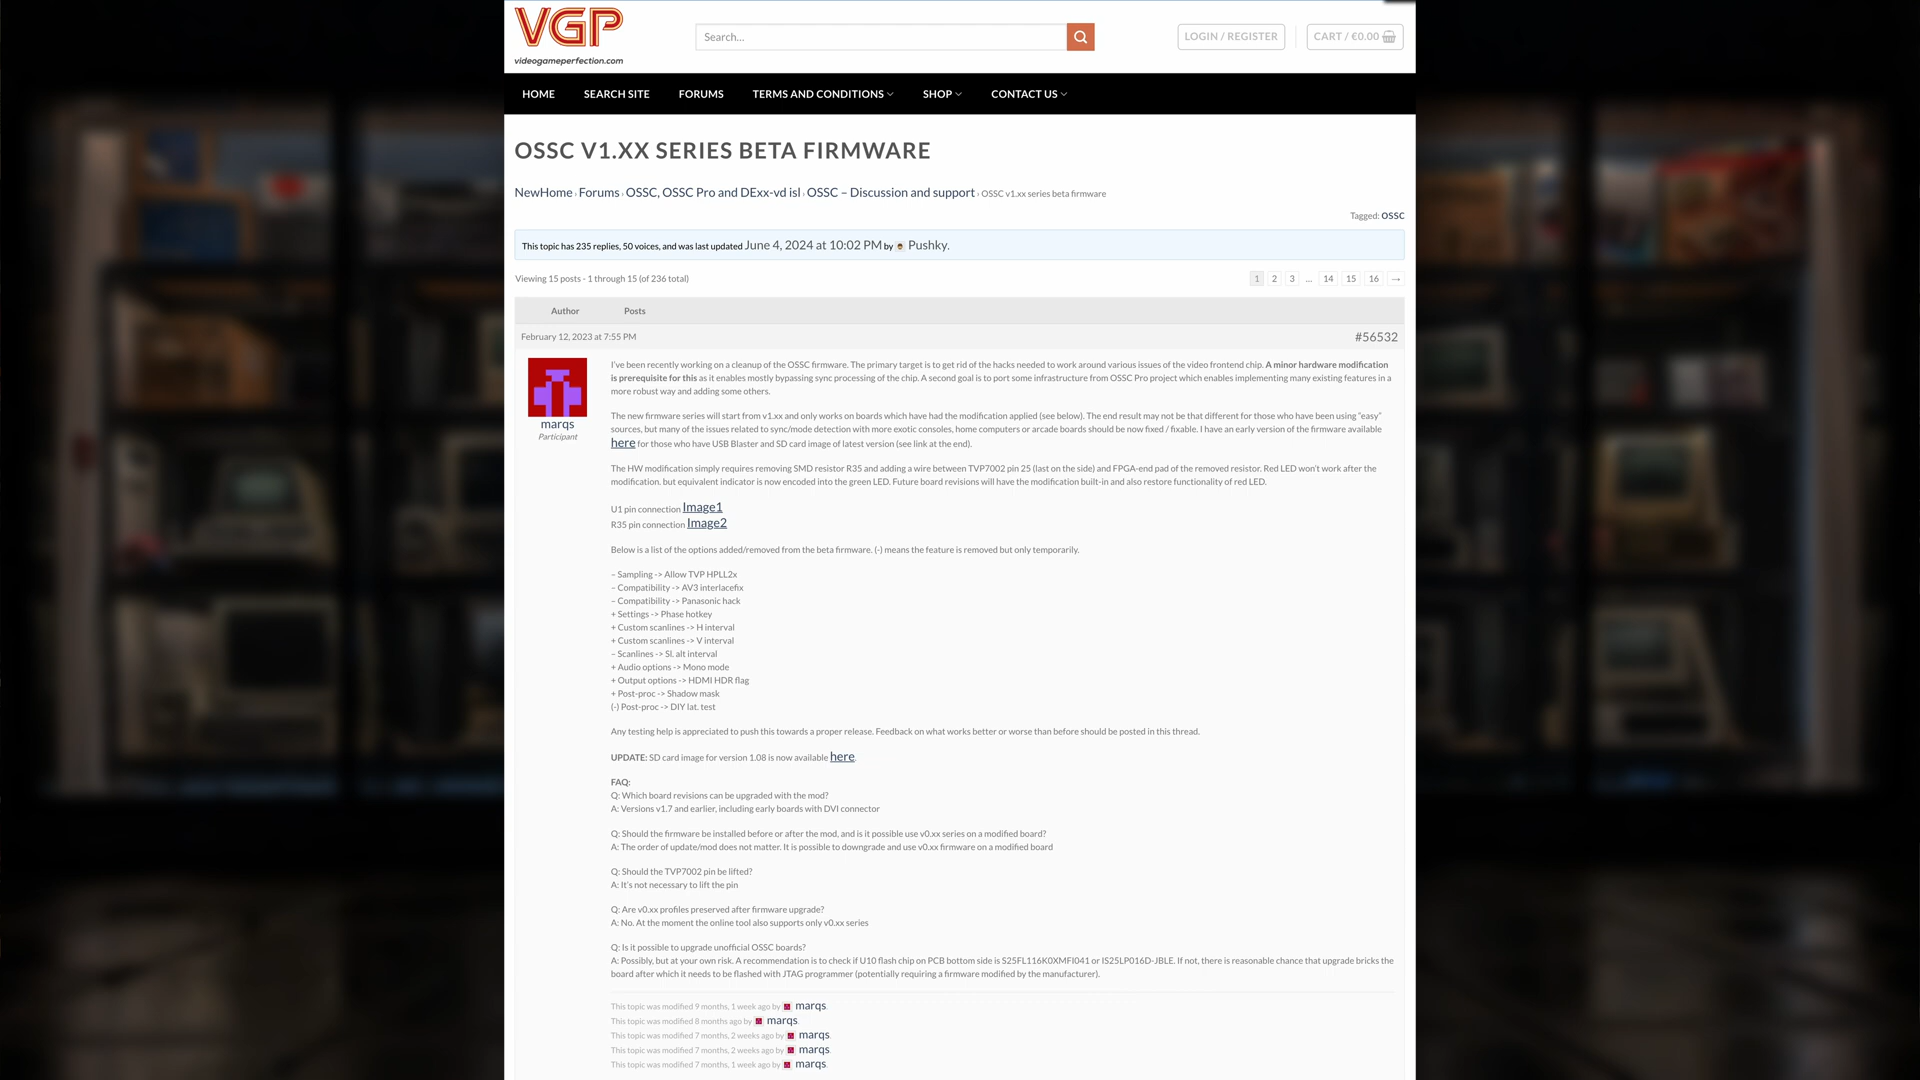 VGP
videogameperfection.com
Search...
LOGIN / REGISTER
CART / €0.00
HOME SEARCH SITE FORUMS TERMS AND CONDITIONS SHOP CONTACT US
OSSC V1.XX SERIES BETA FIRMWARE
NewHome › Forums › OSSC, OSSC Pro and DExx-vd isl › OSSC – Discussion and support › OSSC v1.xx series beta firmware
Tagged: OSSC
This topic has 235 replies, 50 voices, and was last updated June 4, 2024 at 10:02 PM by Pushky.
Viewing 15 posts - 1 through 15 (of 236 total)
1 2 3 … 14 15 16 →
Author Posts
February 12, 2023 at 7:55 PM #56532
marqs
Participant
I've been recently working on a cleanup of the OSSC firmware. The primary target is to get rid of the hacks needed to work around various issues of the video frontend chip. A minor hardware modification
is prerequisite for this as it enables mostly bypassing sync processing of the chip. A second goal is to port some infrastructure from OSSC Pro project which enables implementing many existing features in a
more robust way and adding some others.
The new firmware series will start from v1.xx and only works on boards which have had the modification applied (see below). The end result may not be that different for those who have been using “easy”
sources, but many of the issues related to sync/mode detection with more exotic consoles, home computers or arcade boards should be now fixed / fixable. I have an early version of the firmware available
here for those who have USB Blaster and SD card image of latest version (see link at the end).
The HW modification simply requires removing SMD resistor R35 and adding a wire between TVP7002 pin 25 (last on the side) and FPGA-end pad of the removed resistor. Red LED won't work after the
modification. but equivalent indicator is now encoded into the green LED. Future board revisions will have the modification built-in and also restore functionality of red LED.
U1 pin connection Image1
R35 pin connection Image2
Below is a list of the options added/removed from the beta firmware. (-) means the feature is removed but only temporarily.
– Sampling -> Allow TVP HPLL2x
– Compatibility -> AV3 interlacefix
– Compatibility -> Panasonic hack
+ Settings -> Phase hotkey
+ Custom scanlines -> H interval
+ Custom scanlines -> V interval
– Scanlines -> Sl. alt interval
+ Audio options -> Mono mode
+ Output options -> HDMI HDR flag
+ Post-proc -> Shadow mask
(-) Post-proc -> DIY lat. test
Any testing help is appreciated to push this towards a proper release. Feedback on what works better or worse than before should be posted in this thread.
UPDATE: SD card image for version 1.08 is now available here.
FAQ:
Q: Which board revisions can be upgraded with the mod?
A: Versions v1.7 and earlier, including early boards with DVI connector
Q: Should the firmware be installed before or after the mod, and is it possible use v0.xx series on a modified board?
A: The order of update/mod does not matter. It is possible to downgrade and use v0.xx firmware on a modified board
Q: Should the TVP7002 pin be lifted?
A: It's not necessary to lift the pin
Q: Are v0.xx profiles preserved after firmware upgrade?
A: No. At the moment the online tool also supports only v0.xx series
Q: Is it possible to upgrade unofficial OSSC boards?
A: Possibly, but at your own risk. A recommendation is to check if U10 flash chip on PCB bottom side is S25FL116K0XMFI041 or IS25LP016D-JBLE. If not, there is reasonable chance that upgrade bricks the
board after which it needs to be flashed with JTAG programmer (potentially requiring a firmware modified by the manufacturer).
This topic was modified 9 months, 1 week ago by marqs.
This topic was modified 8 months ago by marqs.
This topic was modified 7 months, 2 weeks ago by marqs.
This topic was modified 7 months, 2 weeks ago by marqs.
This topic was modified 7 months, 1 week ago by marqs.